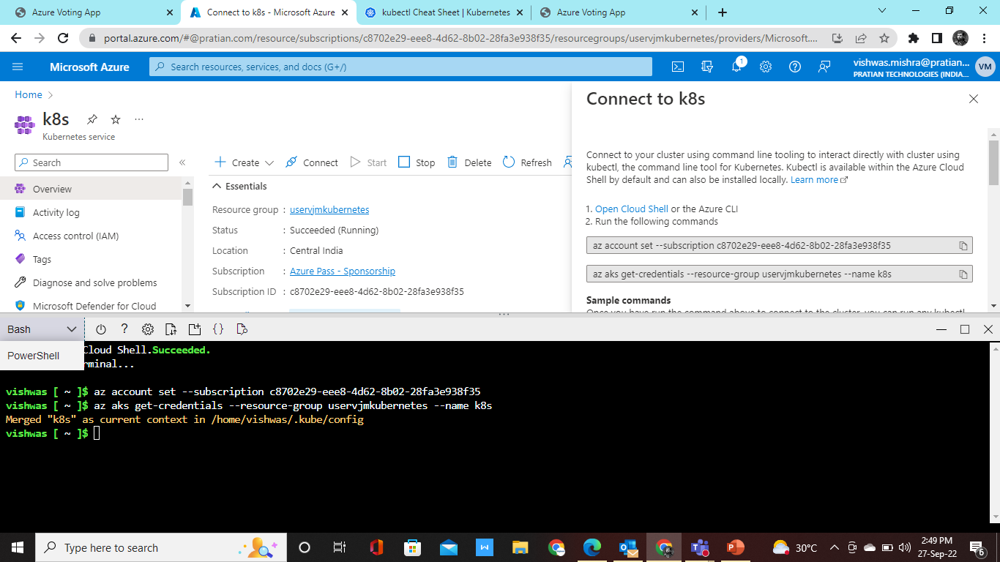 Azure Voting App
Connect to k8s - Microsoft Azure
kubectl Cheat Sheet | Kubernetes
Azure Voting App
portal.azure.com/#@pratian.com/resource/subscriptions/c8702e29-eee8-4d62-8b02-28fa3e938f35/resourcegroups/uservjmkubernetes/providers/Microsoft....
Microsoft Azure
Search resources, services, and docs (G+/)
1
vishwas.mishra@pratian...
PRATIAN TECHNOLOGIES (INDIA...
VM
Home
k8s
Kubernetes service
Search
Overview
Activity log
Access control (IAM)
Tags
Diagnose and solve problems
Microsoft Defender for Cloud
Create
Connect
Start
Stop
Delete
Refresh
Essentials
Resource group : uservjmkubernetes
Status : Succeeded (Running)
Location : Central India
Subscription : Azure Pass - Sponsorship
Subscription ID : c8702e29-eee8-4d62-8b02-28fa3e938f35
Connect to k8s
Connect to your cluster using command line tooling to interact directly with cluster using
kubectl, the command line tool for Kubernetes. Kubectl is available within the Azure Cloud
Shell by default and can also be installed locally. Learn more
1. Open Cloud Shell or the Azure CLI
2. Run the following commands
az account set --subscription c8702e29-eee8-4d62-8b02-28fa3e938f35
az aks get-credentials --resource-group uservjmkubernetes --name k8s
Sample commands
Once you have run the command above to connect to the cluster, you can run any kubectl
Bash
PowerShell
Cloud Shell.Succeeded.
rminal...
vishwas [ ~ ]$ az account set --subscription c8702e29-eee8-4d62-8b02-28fa3e938f35
vishwas [ ~ ]$ az aks get-credentials --resource-group uservjmkubernetes --name k8s
Merged "k8s" as current context in /home/vishwas/.kube/config
vishwas [ ~ ]$
Type here to search
30°C
2:49 PM
27-Sep-22
6